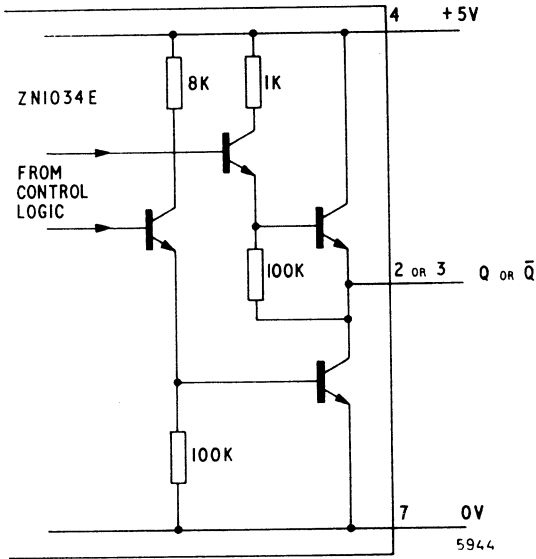 4 +5V
8K
1K
ZN1034E
FROM
CONTROL
LOGIC
100K
2 OR 3 Q OR Q̅
100K
7 0V
5944